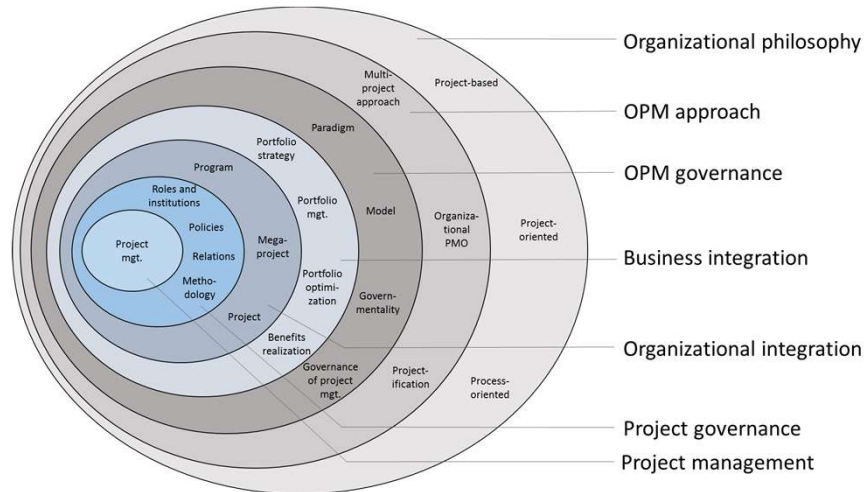 Organizational philosophy
OPM approach
OPM governance
Business integration
Organizational integration
Project governance
Project management
Project-based
Project-
oriented
Process-
oriented
Multi-
project
approach
Organiza-
tional
PMO
Project-
ification
Paradigm
Model
Govern-
mentality
Governance
of project
mgt.
Portfolio
strategy
Portfolio
mgt.
Portfolio
optimi-
zation
Benefits
realization
Program
Mega-
project
Project
Roles and
institutions
Policies
Relations
Metho-
dology
Project
mgt.